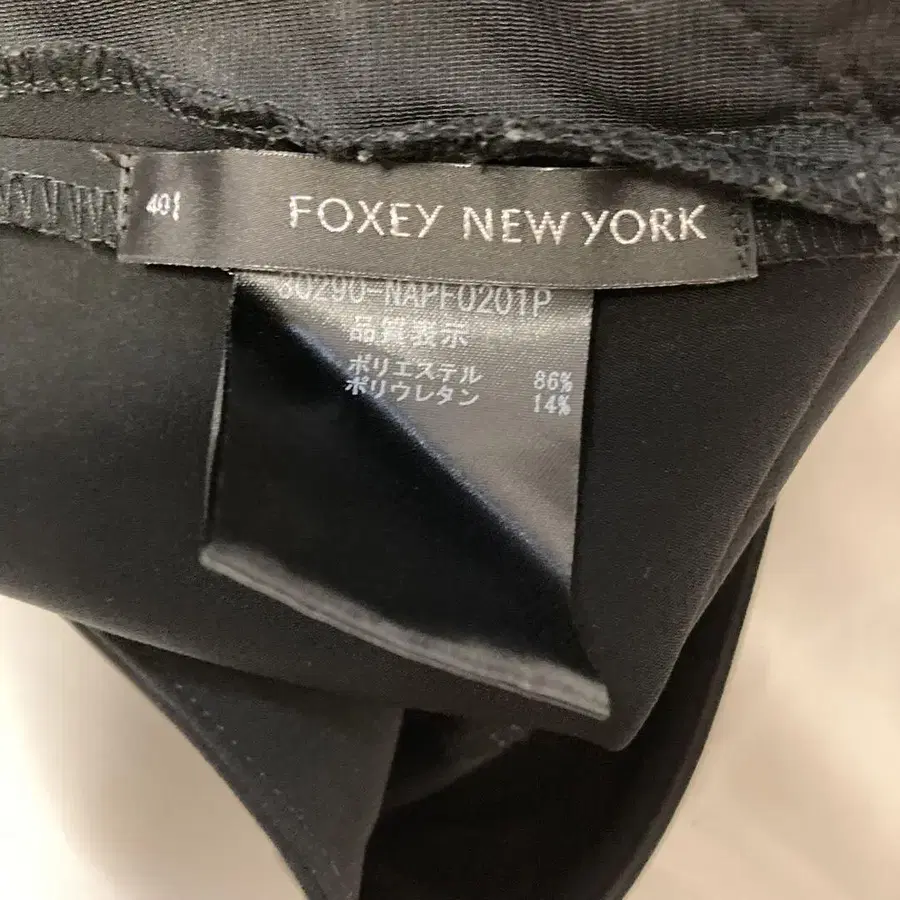 40
FOXEY NEW YORK
80290-NAPF0201P
品質表示
ポリエステル 86%
ポリウレタン 14%